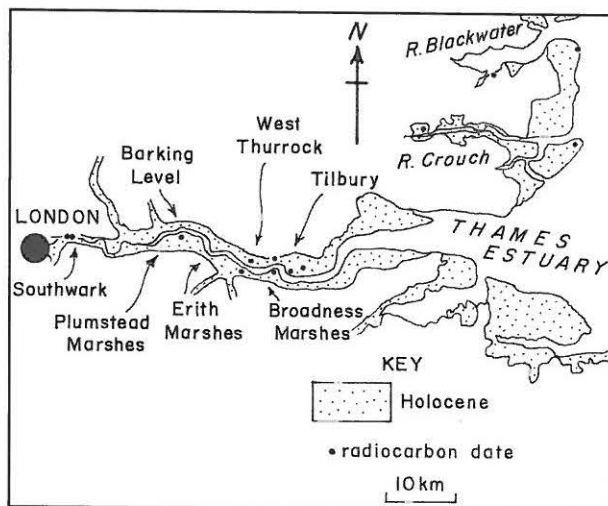 N
R. Blackwater
West
Thurrock
Barking
Level
Tilbury
R. Crouch
LONDON
THAMES
ESTUARY
Southwark
Plumstead
Marshes
Erith
Marshes
Broadness
Marshes
KEY
Holocene
• radiocarbon date
10 km